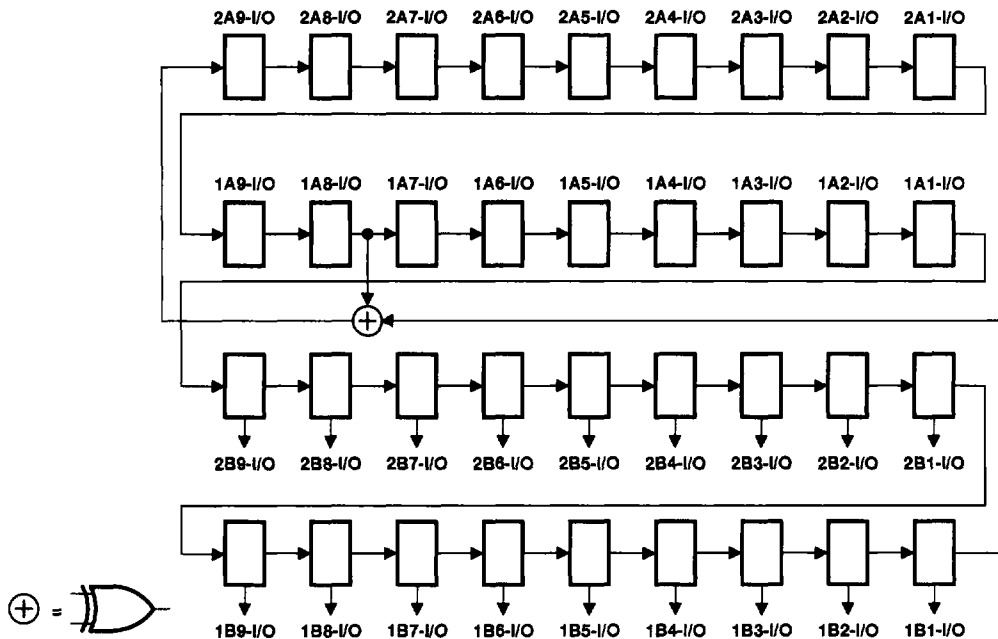 2A9-I/O 2A8-I/O 2A7-I/O 2A6-I/O 2A5-I/O 2A4-I/O 2A3-I/O 2A2-I/O 2A1-I/O
1A9-I/O 1A8-I/O 1A7-I/O 1A6-I/O 1A5-I/O 1A4-I/O 1A3-I/O 1A2-I/O 1A1-I/O
2B9-I/O 2B8-I/O 2B7-I/O 2B6-I/O 2B5-I/O 2B4-I/O 2B3-I/O 2B2-I/O 2B1-I/O
=
1B9-I/O 1B8-I/O 1B7-I/O 1B6-I/O 1B5-I/O 1B4-I/O 1B3-I/O 1B2-I/O 1B1-I/O